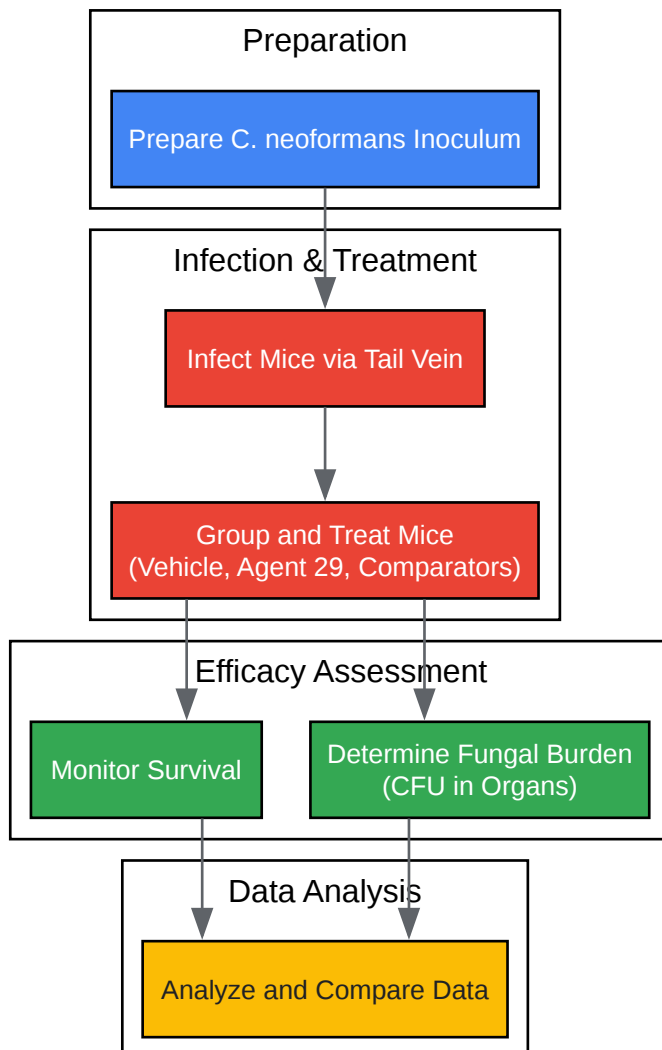 Preparation
Prepare C. neoformans Inoculum
Infection & Treatment
Infect Mice via Tail Vein
Group and Treat Mice
(Vehicle, Agent 29, Comparators)
Efficacy Assessment
Monitor Survival
Determine Fungal Burden
(CFU in Organs)
Data Analysis
Analyze and Compare Data